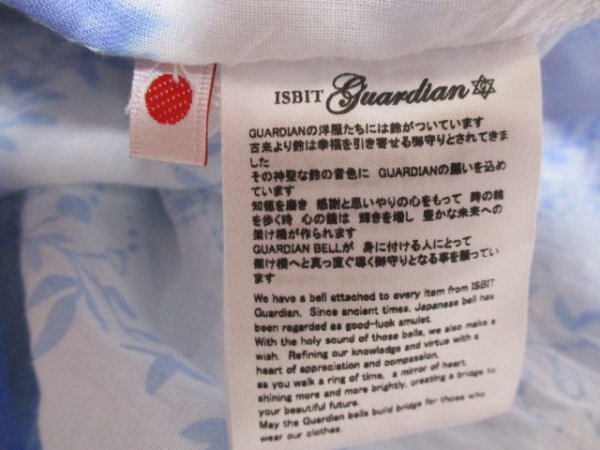 ISBIT Guardian
GUARDIANの洋服たちには鈴がついています
古来より鈴は幸福を引き寄せる御守りとされてきま
した
その神聖な鈴の音色に GUARDIANの願いを込め
ています
知徳を磨き 感謝と思いやりの心をもって 時の輪
を歩く時 心の鏡は 輝きを増し 豊かな未来への
架け橋が作られます
GUARDIAN BELLが 身に付ける人にとって
架け橋へと真っ直ぐ導く御守りとなる事を願ってい
ます
We have a bell attached to every item from ISBIT
Guardian. Since ancient times, Japanese bell has
been regarded as good-luck amulet.
With the holy sound of those bells, we also make a
wish. Refining our knowledge and virtue with a
heart of appreciation and compassion.
as you walk a ring of time, a mirror of heart
shining more and more brightly, creating a bridge to
your beautiful future.
May the Guardian bells build bridge for those who
wear our clothes.